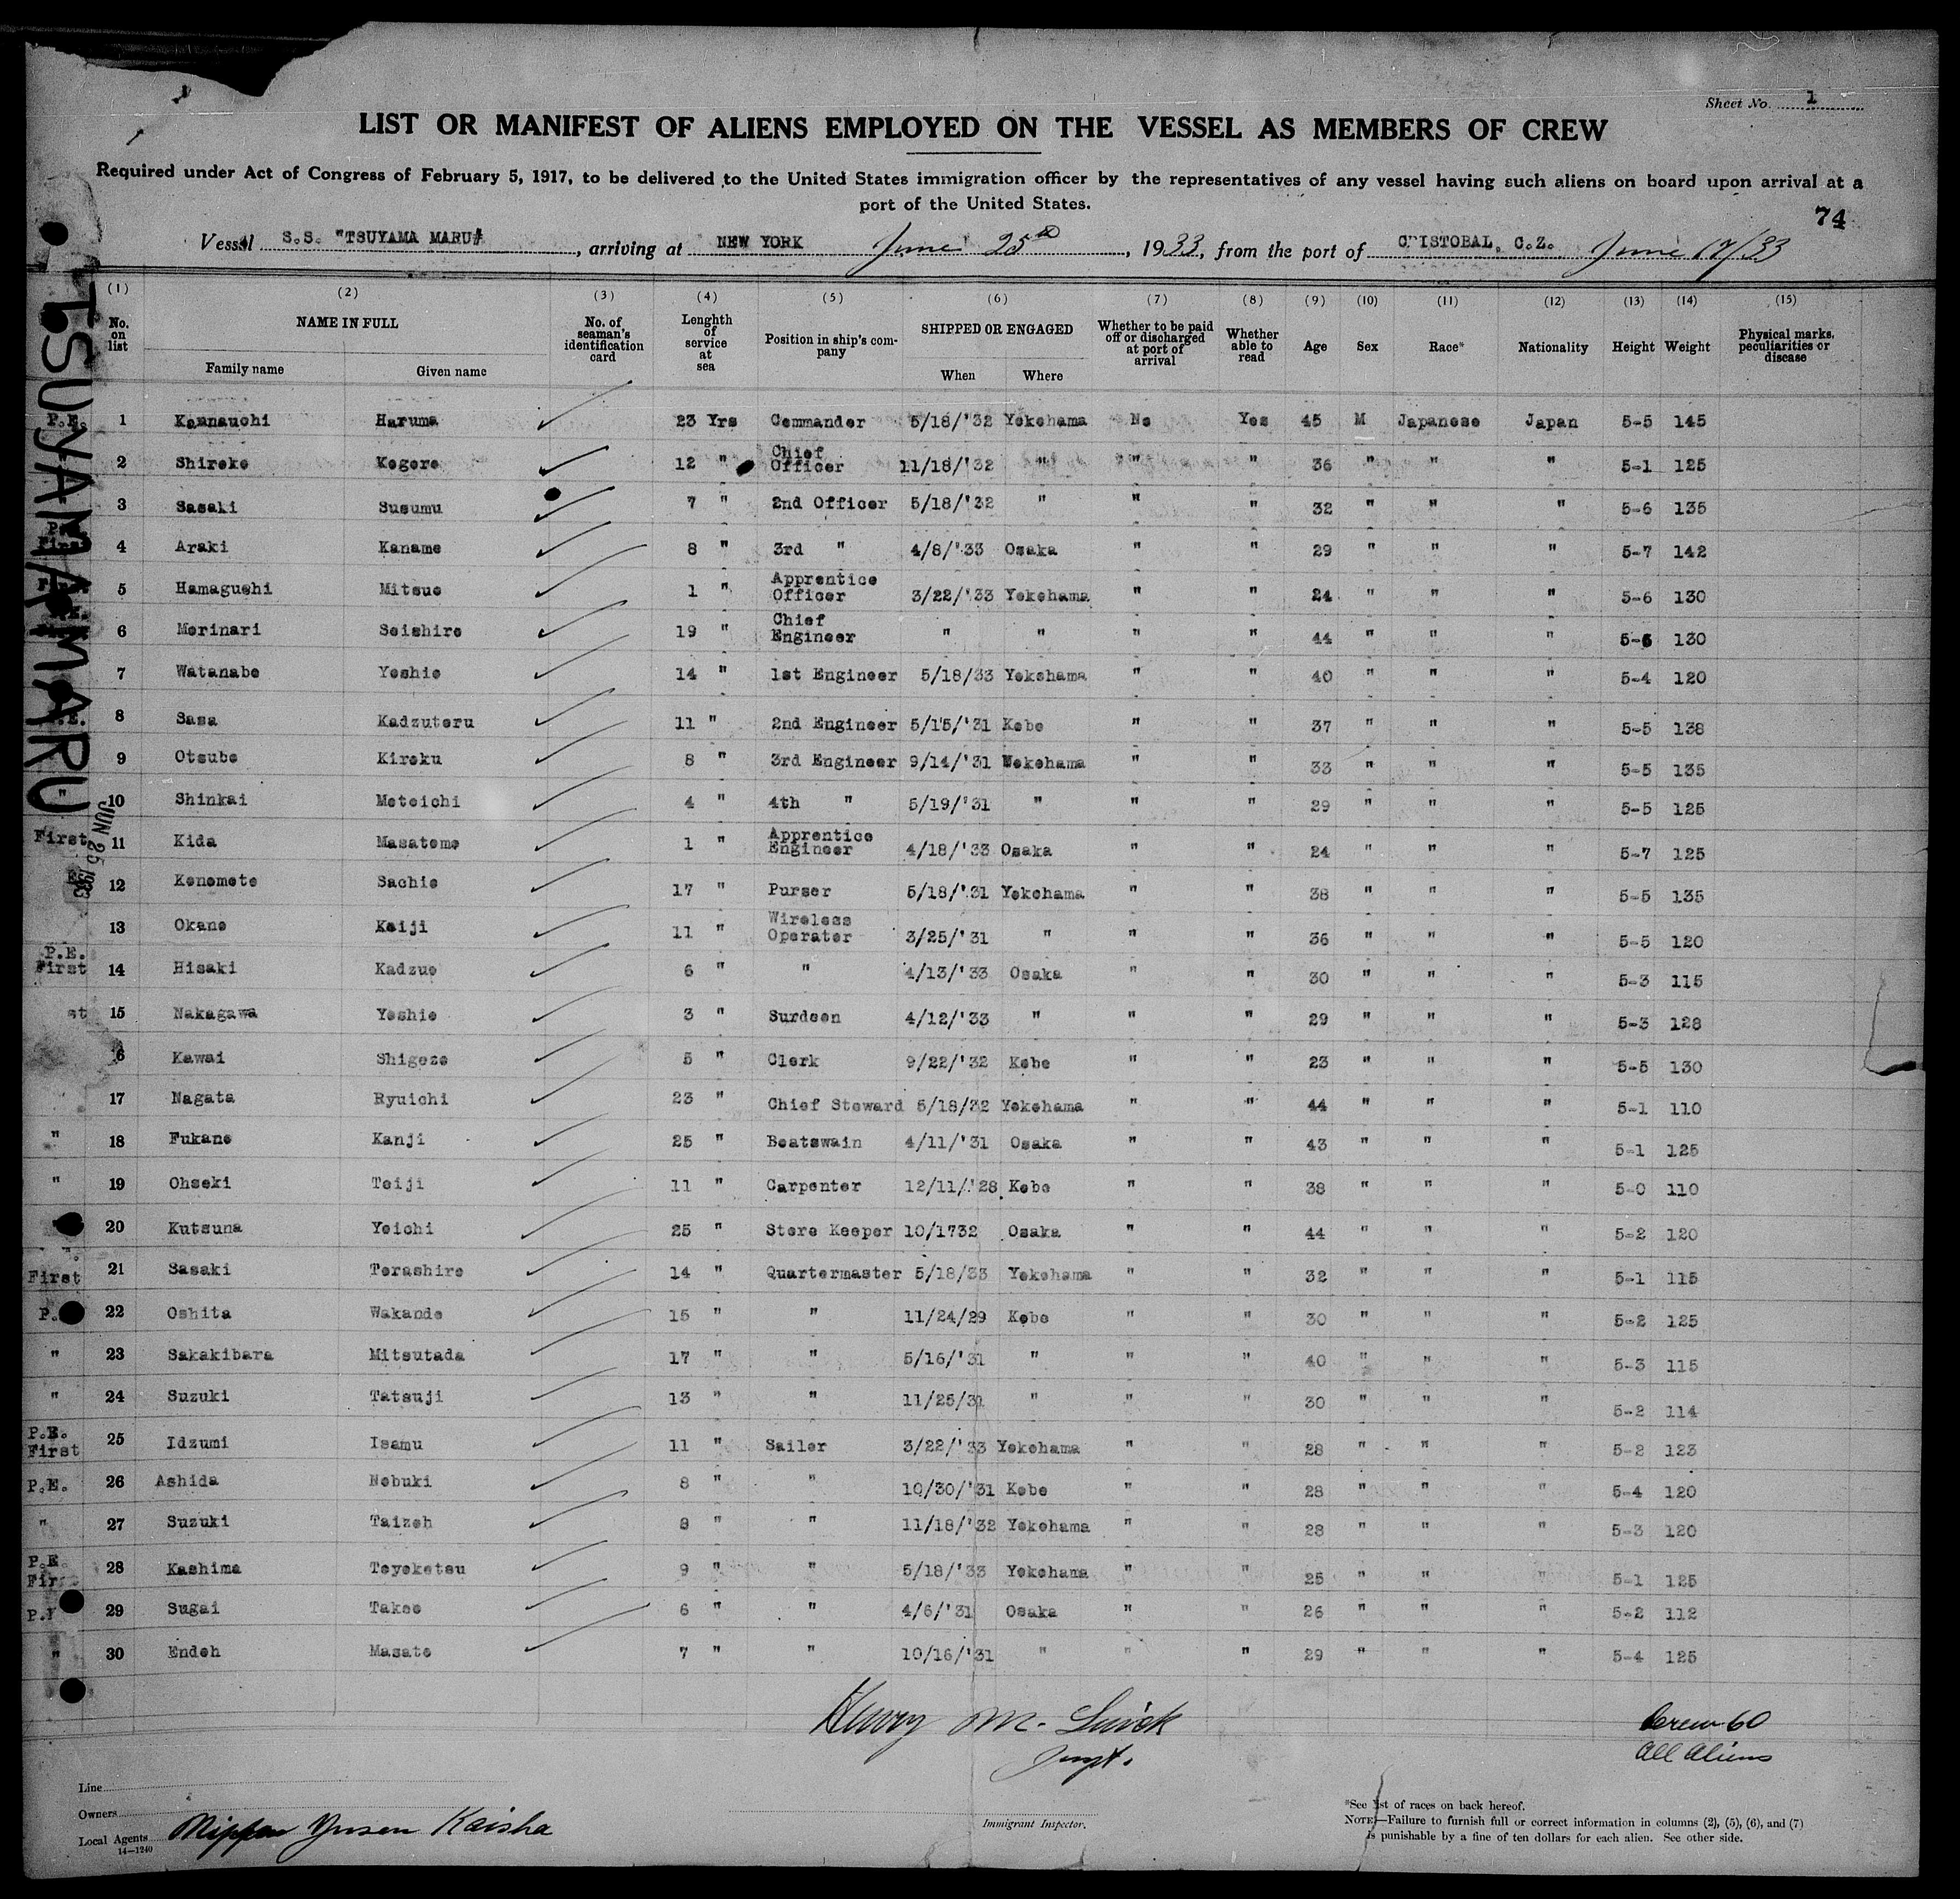 Sheet No. 1
LIST OR MANIFEST OF ALIENS EMPLOYED ON THE VESSEL AS MEMBERS OF CREW
Required under Act of Congress of February 5, 1917, to be delivered to the United States immigration officer by the representatives of any vessel having such aliens on board upon arrival at a
port of the United States.
74
Vessel S.S. "TSUYAMA MARU", arriving at NEW YORK June 25th, 1933, from the port of CRISTOBAL, C.Z. June 19/33
TSUYAMA MARU
JUN 25 1933
(1) (2) (3) (4) (5) (6) (7) (8) (9) (10) (11) (12) (13) (14) (15)
No. on list NAME IN FULL Family name Given name No. of seaman's identification card Lenghth of service at sea Position in ship's company SHIPPED OR ENGAGED When Where Whether to be paid off or discharged at port of arrival Whether able to read Age Sex Race* Nationality Height Weight Physical marks, peculiarities or disease
P.E. 1 Kannauchi Haruma 23 Yrs Commander 5/18/'32 Yokohama No Yes 45 M Japanese Japan 5-5 145
2 Shiroko Kogoro 12 " Chief Officer 11/18/'32 " " " 36 " " " 5-1 125
3 Sasaki Susumu 7 " 2nd Officer 5/18/'32 " " " 32 " " " 5-6 135
First 4 Araki Kaname 8 " 3rd " 4/8/'33 Osaka " " 29 " " " 5-7 142
5 Hamaguchi Mitsuo 1 " Apprentice Officer 3/22/'33 Yokohama " " 24 " " " 5-6 130
6 Morinari Seishiro 19 " Chief Engineer " " " " 44 " " " 5-6 130
7 Watanabe Yoshio 14 " 1st Engineer 5/18/33 Yokohama " " 40 " " " 5-4 120
.E. 8 Sasa Kadzuteru 11 " 2nd Engineer 5/15/'31 Kobe " " 37 " " " 5-5 138
9 Otsubo Kiroku 8 " 3rd Engineer 9/14/'31 Yokohama " " 33 " " " 5-5 135
" 10 Shinkai Motoichi 4 " 4th " 5/19/'31 " " " 29 " " " 5-5 125
First 11 Kida Masatomo 1 " Apprentice Engineer 4/18/'33 Osaka " " 24 " " " 5-7 125
12 Konomoto Sachio 17 " Purser 5/18/'31 Yokohama " " 38 " " " 5-5 135
13 Okano Keiji 11 " Wireless Operator 3/25/'31 " " " 36 " " " 5-5 120
P.E. First 14 Hisaki Kadzuo 6 " " 4/13/'33 Osaka " " 30 " " " 5-3 115
st 15 Nakagawa Yoshio 3 " Surdeon 4/12/'33 " " " 29 " " " 5-3 128
16 Kawai Shigezo 5 " Clerk 9/22/'32 Kobe " " 23 " " " 5-5 130
17 Nagata Ryuichi 23 " Chief Steward 5/18/32 Yokohama " " 44 " " " 5-1 110
" 18 Fukano Kanji 25 " Boatswain 4/11/'31 Osaka " " 43 " " " 5-1 125
" 19 Ohseki Teiji 11 " Carpenter 12/11/'28 Kobe " " 38 " " " 5-0 110
20 Kutsuna Yoichi 25 " Store Keeper 10/1732 Osaka " " 44 " " " 5-2 120
First 21 Sasaki Torashiro 14 " Quartermaster 5/18/33 Yokohama " " 32 " " " 5-1 115
P. 22 Oshita Wakando 15 " " 11/24/29 Kobe " " 30 " " " 5-2 125
" 23 Sakakibara Mitsutada 17 " " 5/16/'31 " " " 40 " " " 5-3 115
" 24 Suzuki Tatsuji 13 " " 11/25/31 " " " 30 " " " 5-2 114
P.E. First 25 Idzumi Isamu 11 " Sailor 3/22/'33 Yokohama " " 28 " " " 5-2 123
P.E. 26 Ashida Nobuki 8 " " 10/30/'31 Kobe " " 28 " " " 5-4 120
" 27 Suzuki Taizoh 8 " " 11/18/'32 Yokohama " " 28 " " " 5-3 120
P.E. Fir 28 Kashima Toyoketsu 9 " " 5/18/'33 Yokohama " " 25 " " " 5-1 125
P. 29 Sugai Takeo 6 " " 4/6/'31 Osaka " " 26 " " " 5-2 112
" 30 Endoh Masato 7 " " 10/16/'31 " " " 29 " " " 5-4 125
Henry M.
Crew 60
All Aliens
Line
Owners
Local Agents Nippon Yusen Kaisha
14—1240
Immigrant Inspector.
*See list of races on back hereof.
NOTE.—Failure to furnish full or correct information in columns (2), (5), (6), and (7)
is punishable by a fine of ten dollars for each alien. See other side.